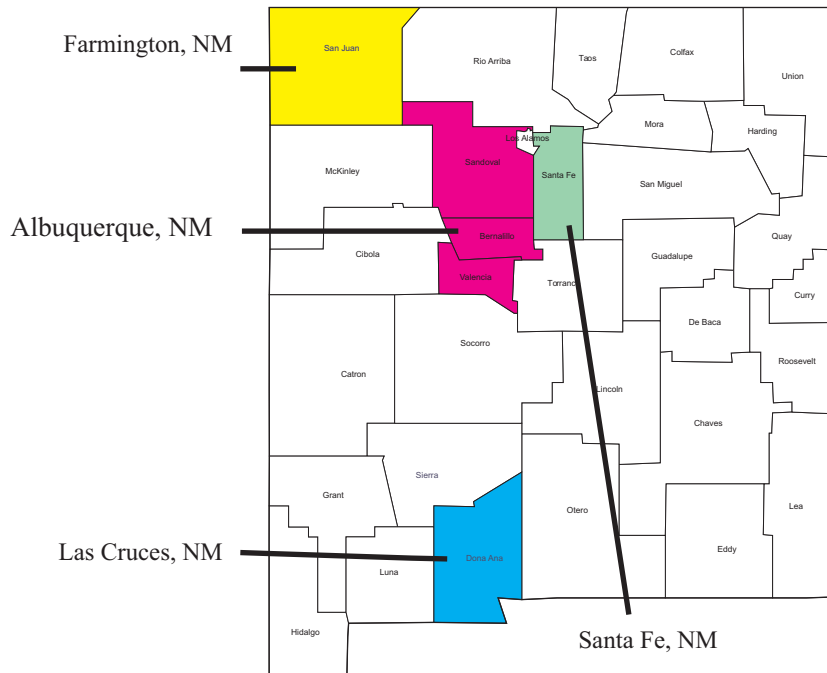 Farmington, NM
San Juan
Rio Arriba
Taos
Colfax
Union
Mora
Harding
Los Alamos
Sandoval
Santa Fe
McKinley
San Miguel
Albuquerque, NM
Bernalillo
Quay
Cibola
Guadalupe
Valencia
Torrano
Curry
De Baca
Socorro
Roosevelt
Catron
Lincoln
Chaves
Sierra
Grant
Otero
Lea
Las Cruces, NM
Dona Ana
Eddy
Luna
Hidalgo
Santa Fe, NM